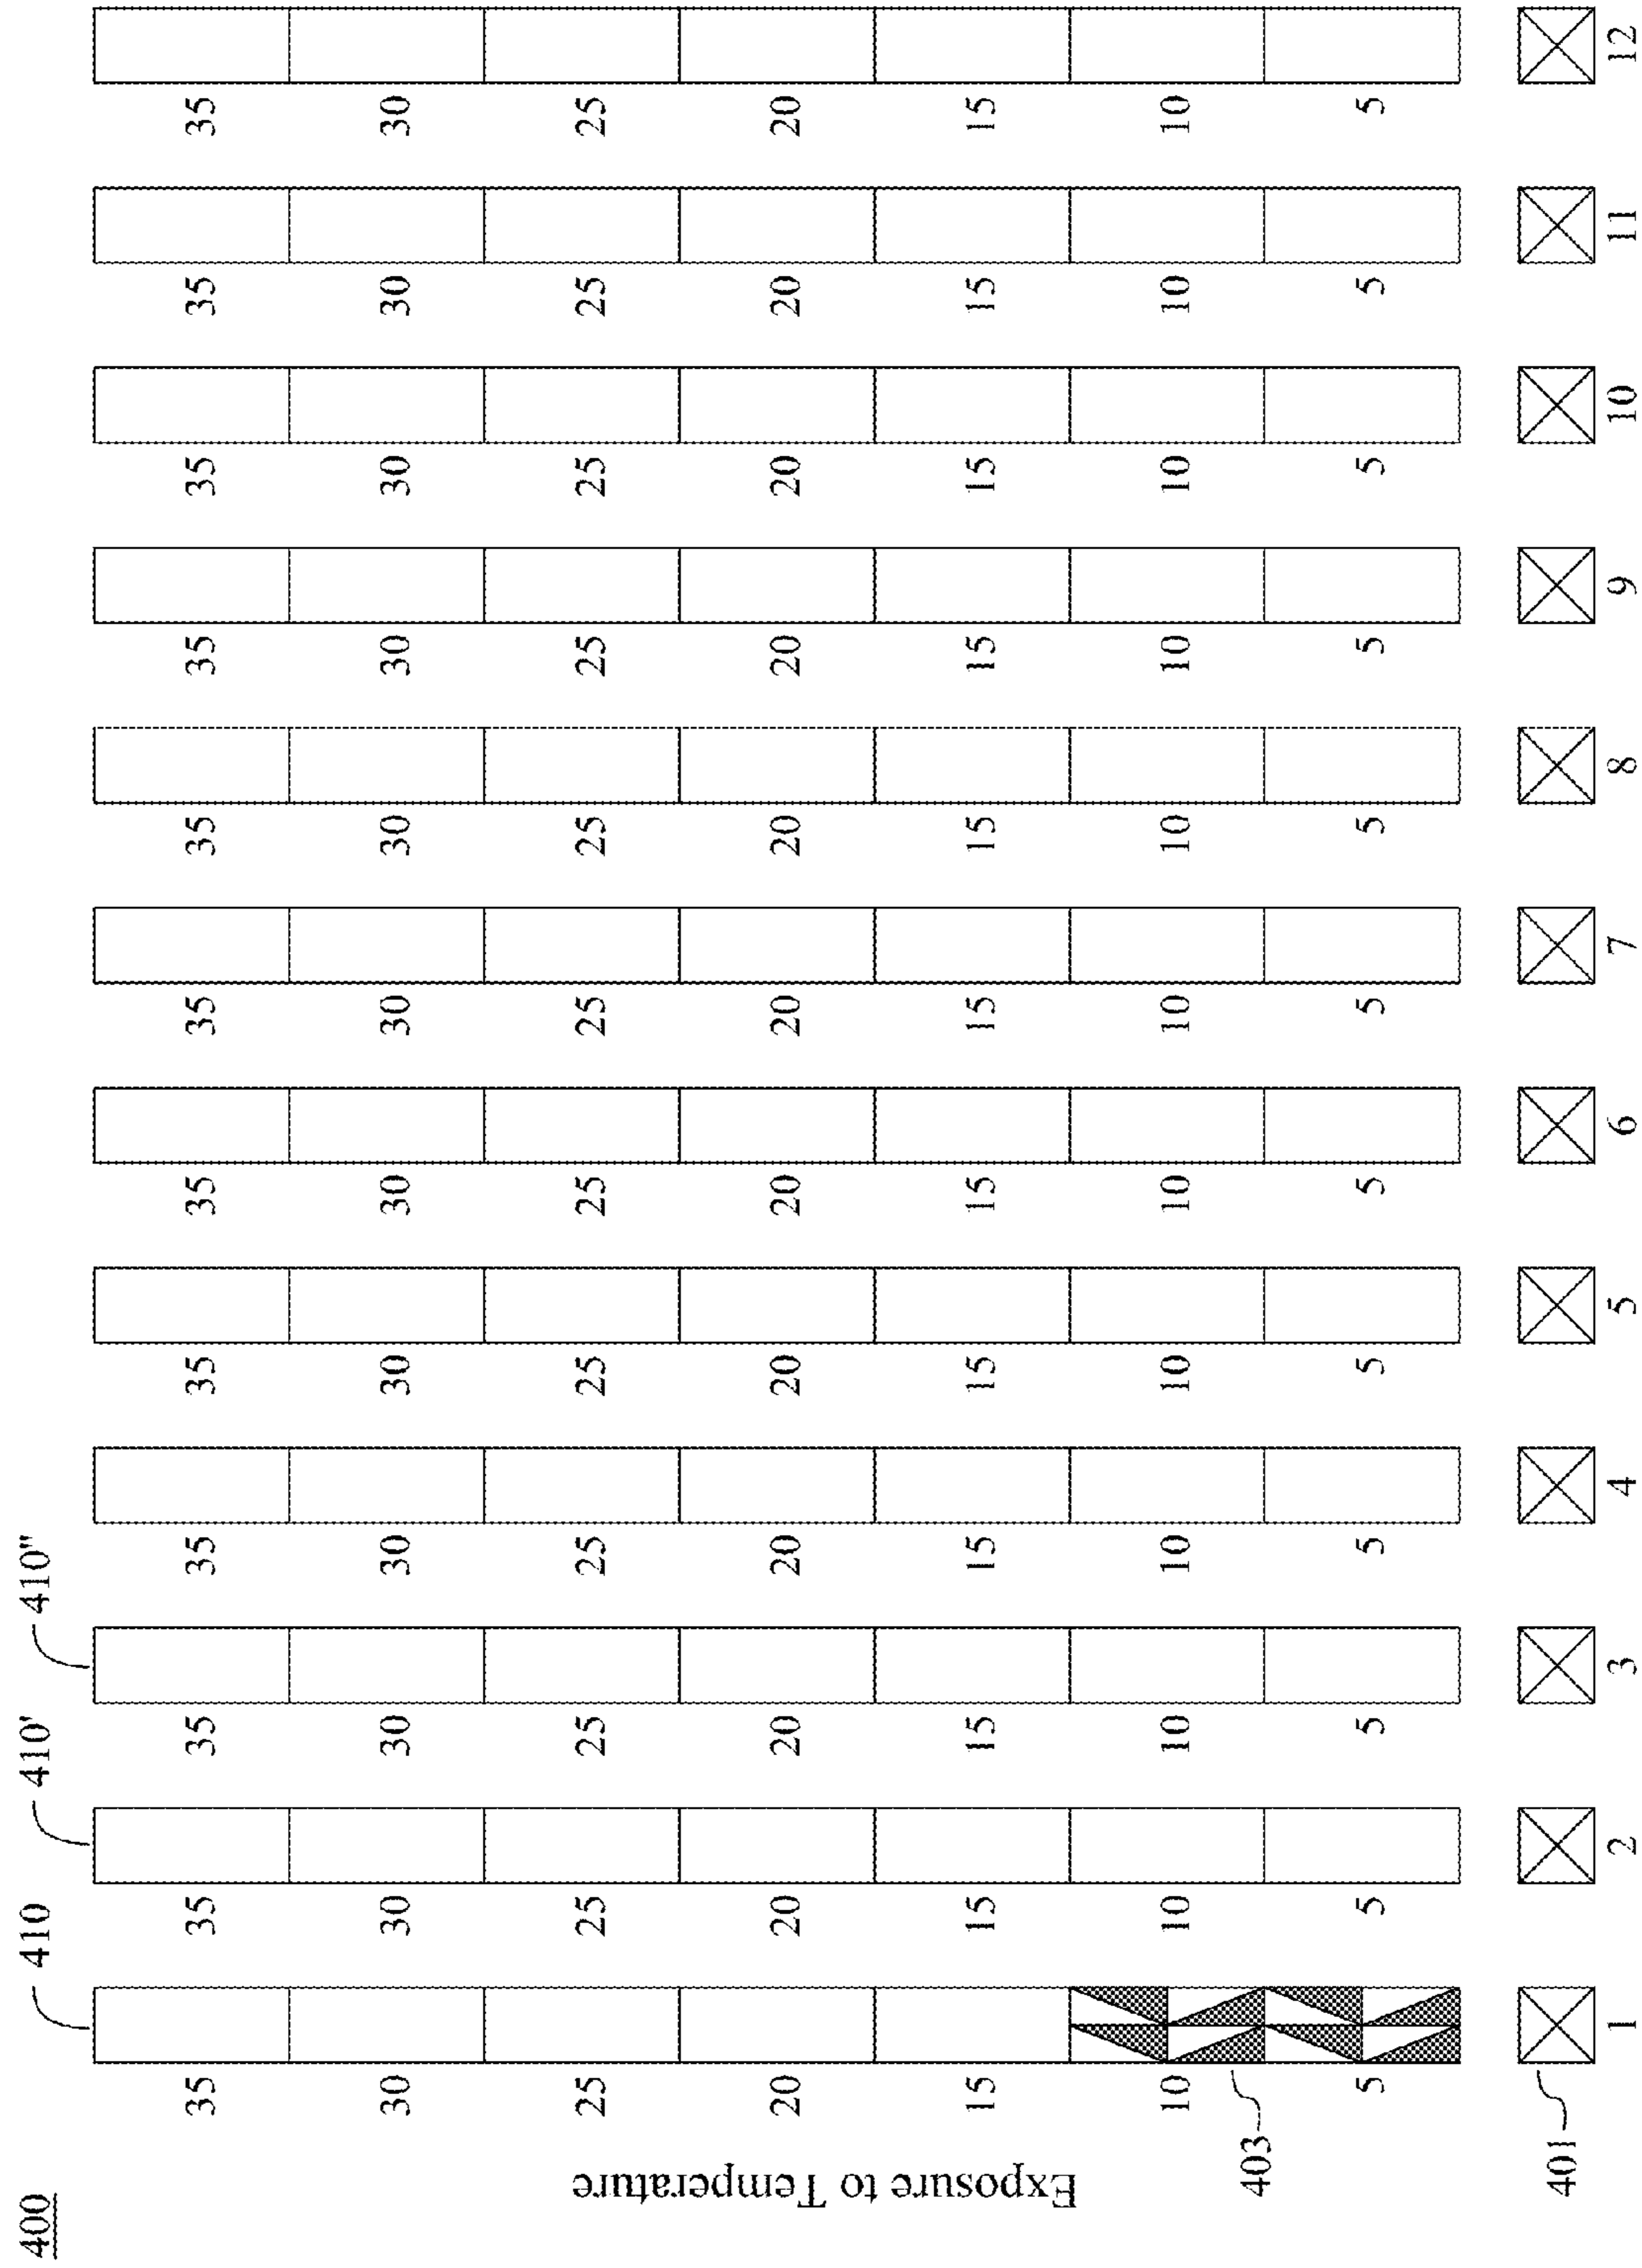 400 410 410' 410"
35 35 35 35 35 35 35 35 35 35 35 35
30 30 30 30 30 30 30 30 30 30 30 30
25 25 25 25 25 25 25 25 25 25 25 25
20 20 20 20 20 20 20 20 20 20 20 20
Exposure to Temperature
15 15 15 15 15 15 15 15 15 15 15 15
10 10 10 10 10 10 10 10 10 10 10 10
403
5 5 5 5 5 5 5 5 5 5 5 5
401
1 2 3 4 5 6 7 8 9 10 11 12